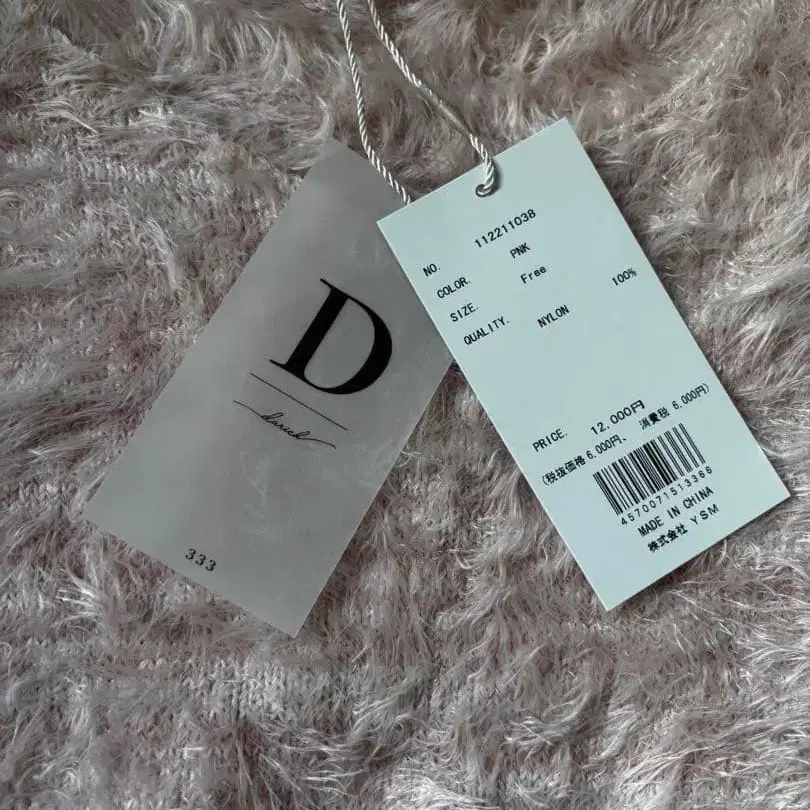 D
darich
333
NO. 112211038
COLOR. PNK
SIZE. Free
QUALITY. NYLON 100%
PRICE. 12,000円
(税抜価格 6,000円、 消費税 6,000円)
4570071513366
MADE IN CHINA
株式会社 YSM